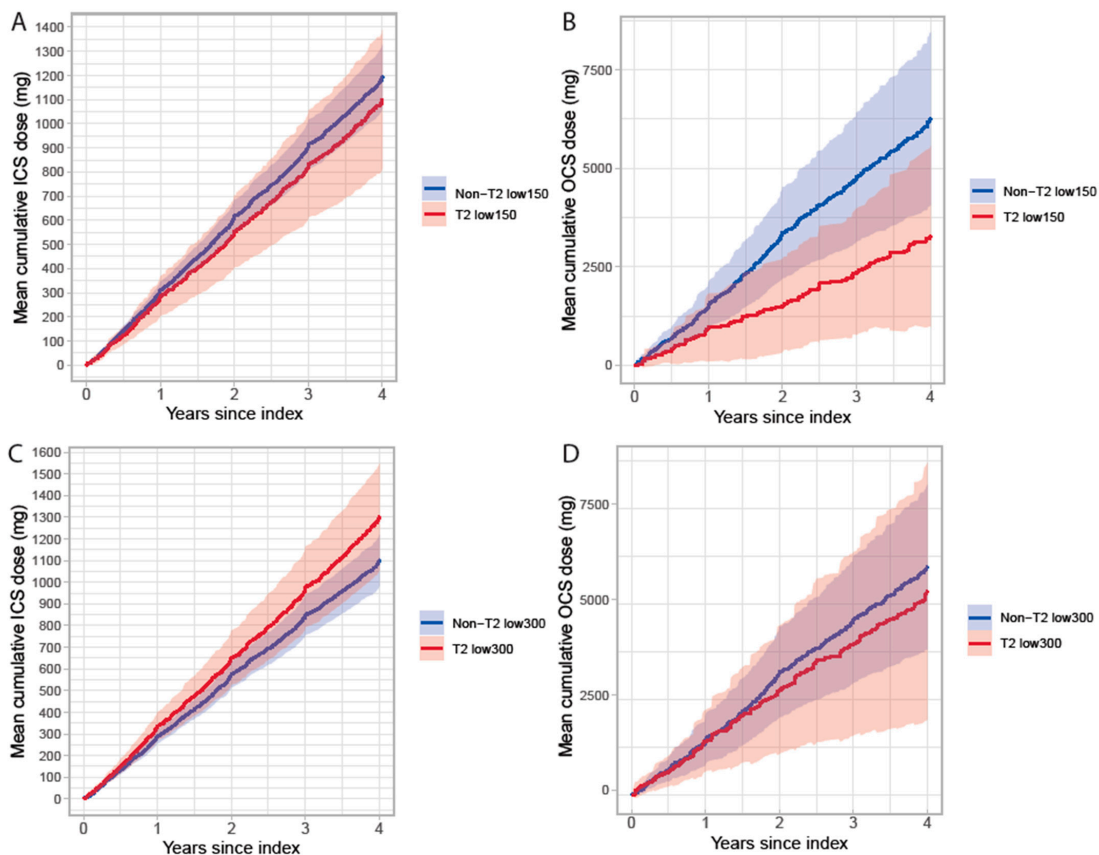 A
Mean cumulative ICS dose (mg)
1400
1300
1200
1100
1000
900
800
700
600
500
400
300
200
100
0
0 1 2 3 4
Years since index
Non-T2 low150
T2 low150
B
Mean cumulative OCS dose (mg)
7500
5000
2500
0
0 1 2 3 4
Years since index
Non-T2 low150
T2 low150
C
Mean cumulative ICS dose (mg)
1600
1500
1400
1300
1200
1100
1000
900
800
700
600
500
400
300
200
100
0
0 1 2 3 4
Years since index
Non-T2 low300
T2 low300
D
Mean cumulative OCS dose (mg)
7500
5000
2500
0
0 1 2 3 4
Years since index
Non-T2 low300
T2 low300